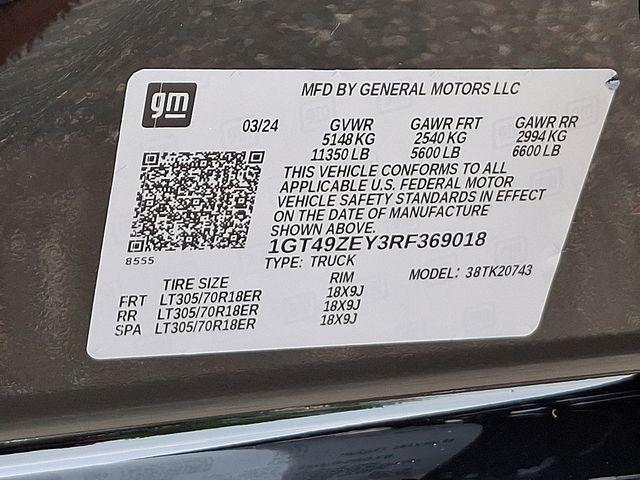 gm
MFD BY GENERAL MOTORS LLC
03/24 GVWR GAWR FRT GAWR RR
5148 KG 2540 KG 2994 KG
11350 LB 5600 LB 6600 LB
THIS VEHICLE CONFORMS TO ALL
APPLICABLE U.S. FEDERAL MOTOR
VEHICLE SAFETY STANDARDS IN EFFECT
ON THE DATE OF MANUFACTURE
SHOWN ABOVE.
8555
1GT49ZEY3RF369018
TYPE: TRUCK
MODEL: 38TK20743
TIRE SIZE RIM
FRT LT305/70R18ER 18X9J
RR LT305/70R18ER 18X9J
SPA LT305/70R18ER 18X9J